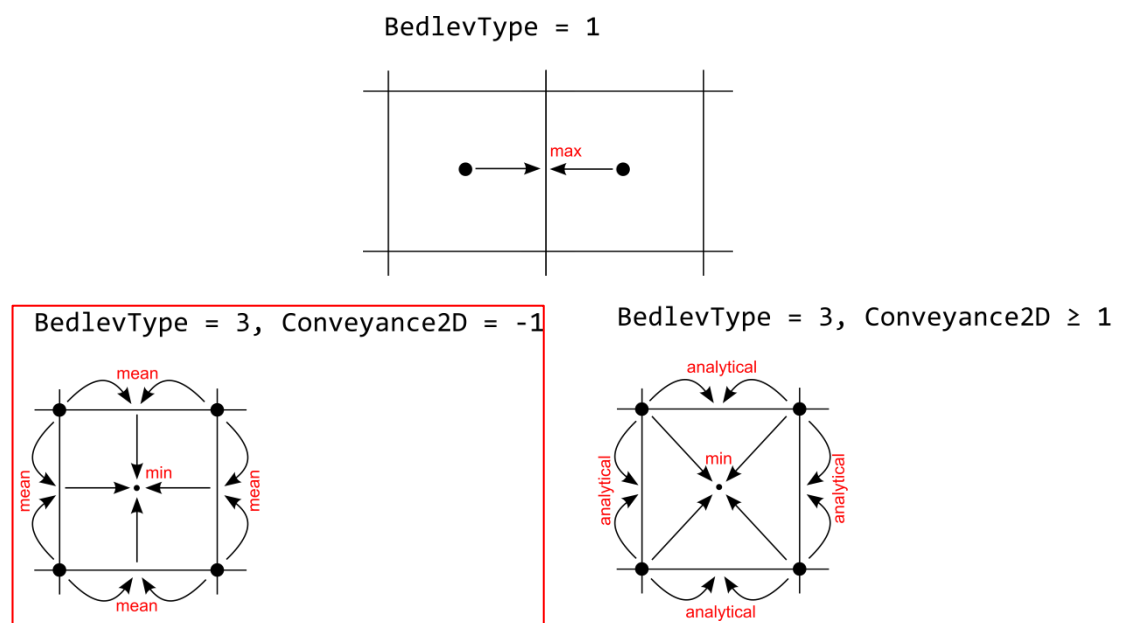 BedlevType = 1
max
BedlevType = 3, Conveyance2D = -1
mean
min
mean
mean
mean
BedlevType = 3, Conveyance2D ≥ 1
analytical
min
analytical
analytical
analytical